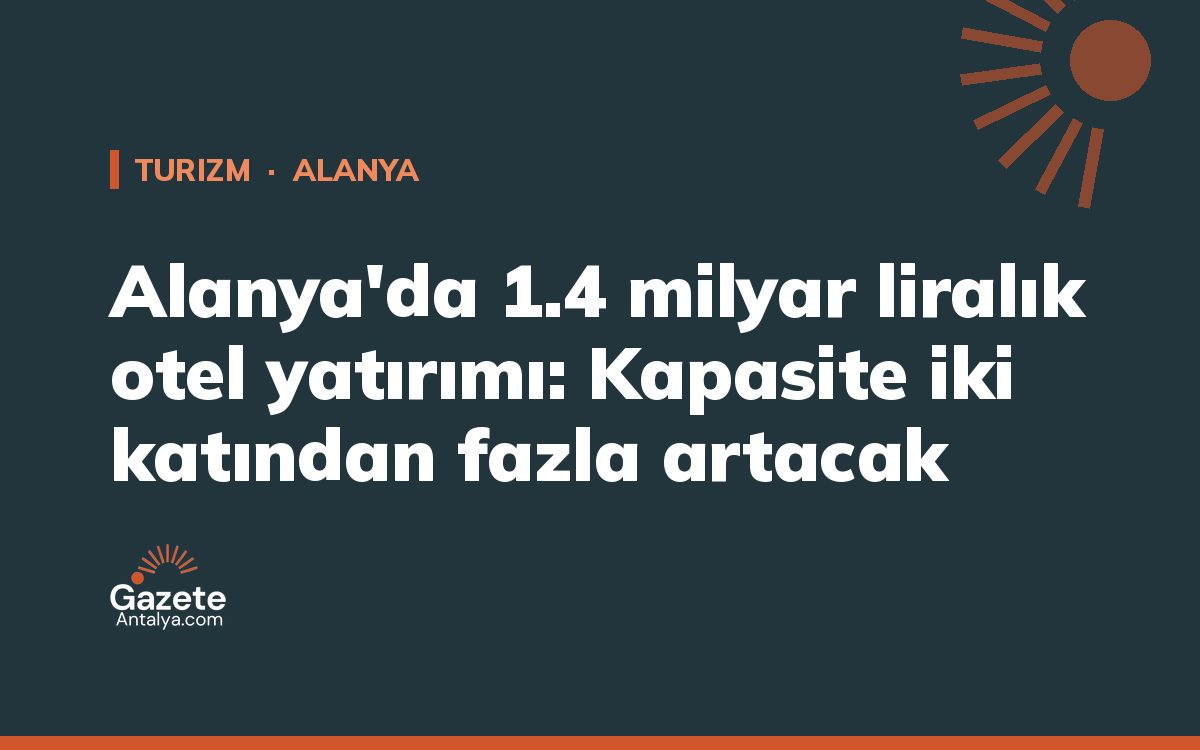 TURIZM · ALANYA
Alanya'da 1.4 milyar liralık
otel yatırımı: Kapasite iki
katından fazla artacak
Gazete
Antalya.com